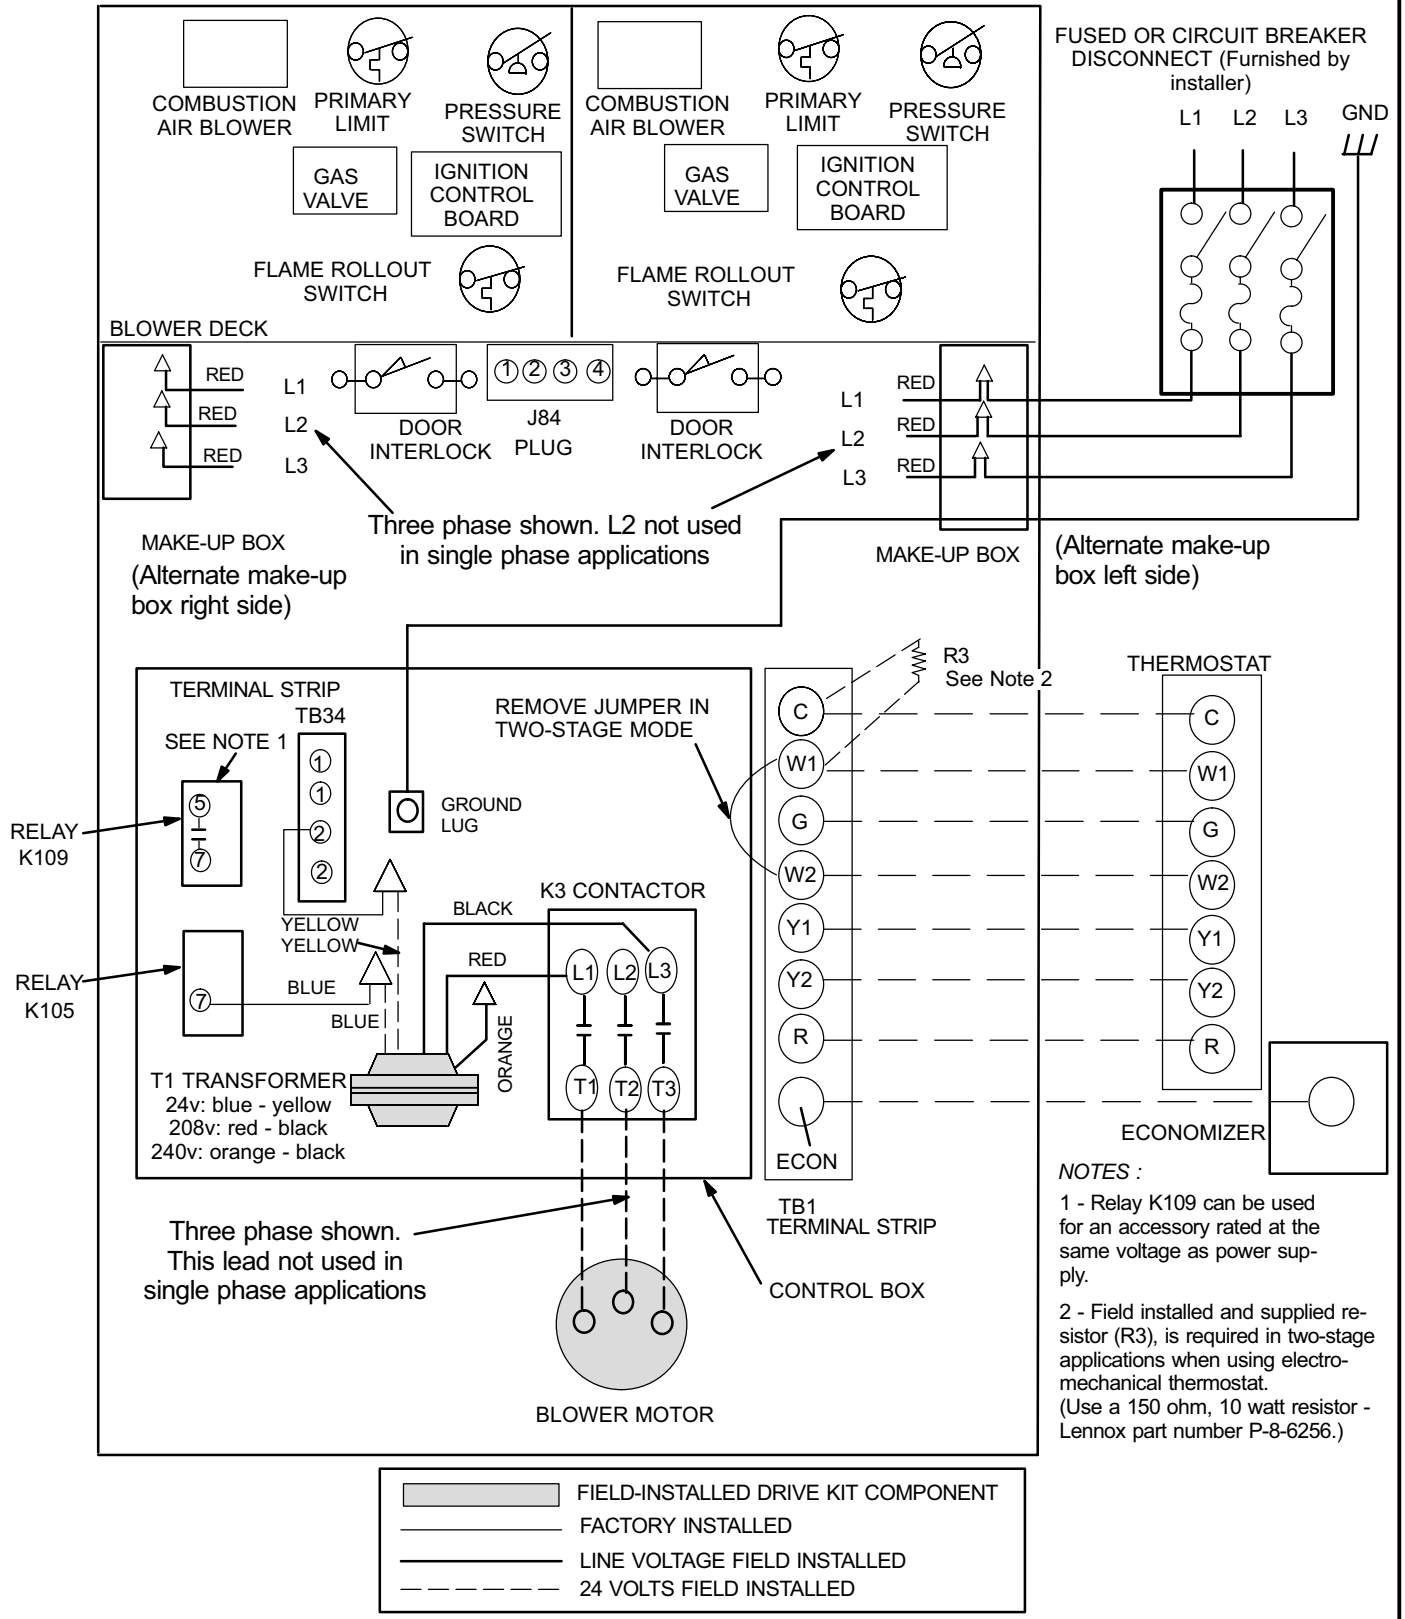 COMBUSTION
AIR BLOWER
PRIMARY
LIMIT
PRESSURE
SWITCH
GAS
VALVE
IGNITION
CONTROL
BOARD
FLAME ROLLOUT
SWITCH
COMBUSTION
AIR BLOWER
PRIMARY
LIMIT
PRESSURE
SWITCH
GAS
VALVE
IGNITION
CONTROL
BOARD
FLAME ROLLOUT
SWITCH
FUSED OR CIRCUIT BREAKER
DISCONNECT (Furnished by
installer)
L1 L2 L3 GND
BLOWER DECK
RED L1
RED L2
RED L3
DOOR
INTERLOCK
1 2 3 4
J84
PLUG
DOOR
INTERLOCK
L1 RED
L2 RED
L3 RED
Three phase shown. L2 not used
in single phase applications
MAKE-UP BOX
(Alternate make-up
box right side)
MAKE-UP BOX
(Alternate make-up
box left side)
TERMINAL STRIP
TB34
1
1
2
2
SEE NOTE 1
5
7
RELAY
K109
GROUND
LUG
REMOVE JUMPER IN
TWO-STAGE MODE
R3
See Note 2
THERMOSTAT
C
W1
G
W2
Y1
Y2
R
ECON
TB1
TERMINAL STRIP
C
W1
G
W2
Y1
Y2
R
ECONOMIZER
YELLOW
YELLOW
BLACK
RED
ORANGE
K3 CONTACTOR
L1 L2 L3
T1 T2 T3
RELAY
K105
7
BLUE
BLUE
T1 TRANSFORMER
24v: blue - yellow
208v: red - black
240v: orange - black
Three phase shown.
This lead not used in
single phase applications
CONTROL BOX
BLOWER MOTOR
NOTES :
1 - Relay K109 can be used
for an accessory rated at the
same voltage as power sup-
ply.
2 - Field installed and supplied re-
sistor (R3), is required in two-stage
applications when using electro-
mechanical thermostat.
(Use a 150 ohm, 10 watt resistor -
Lennox part number P-8-6256.)
FIELD-INSTALLED DRIVE KIT COMPONENT
FACTORY INSTALLED
LINE VOLTAGE FIELD INSTALLED
24 VOLTS FIELD INSTALLED